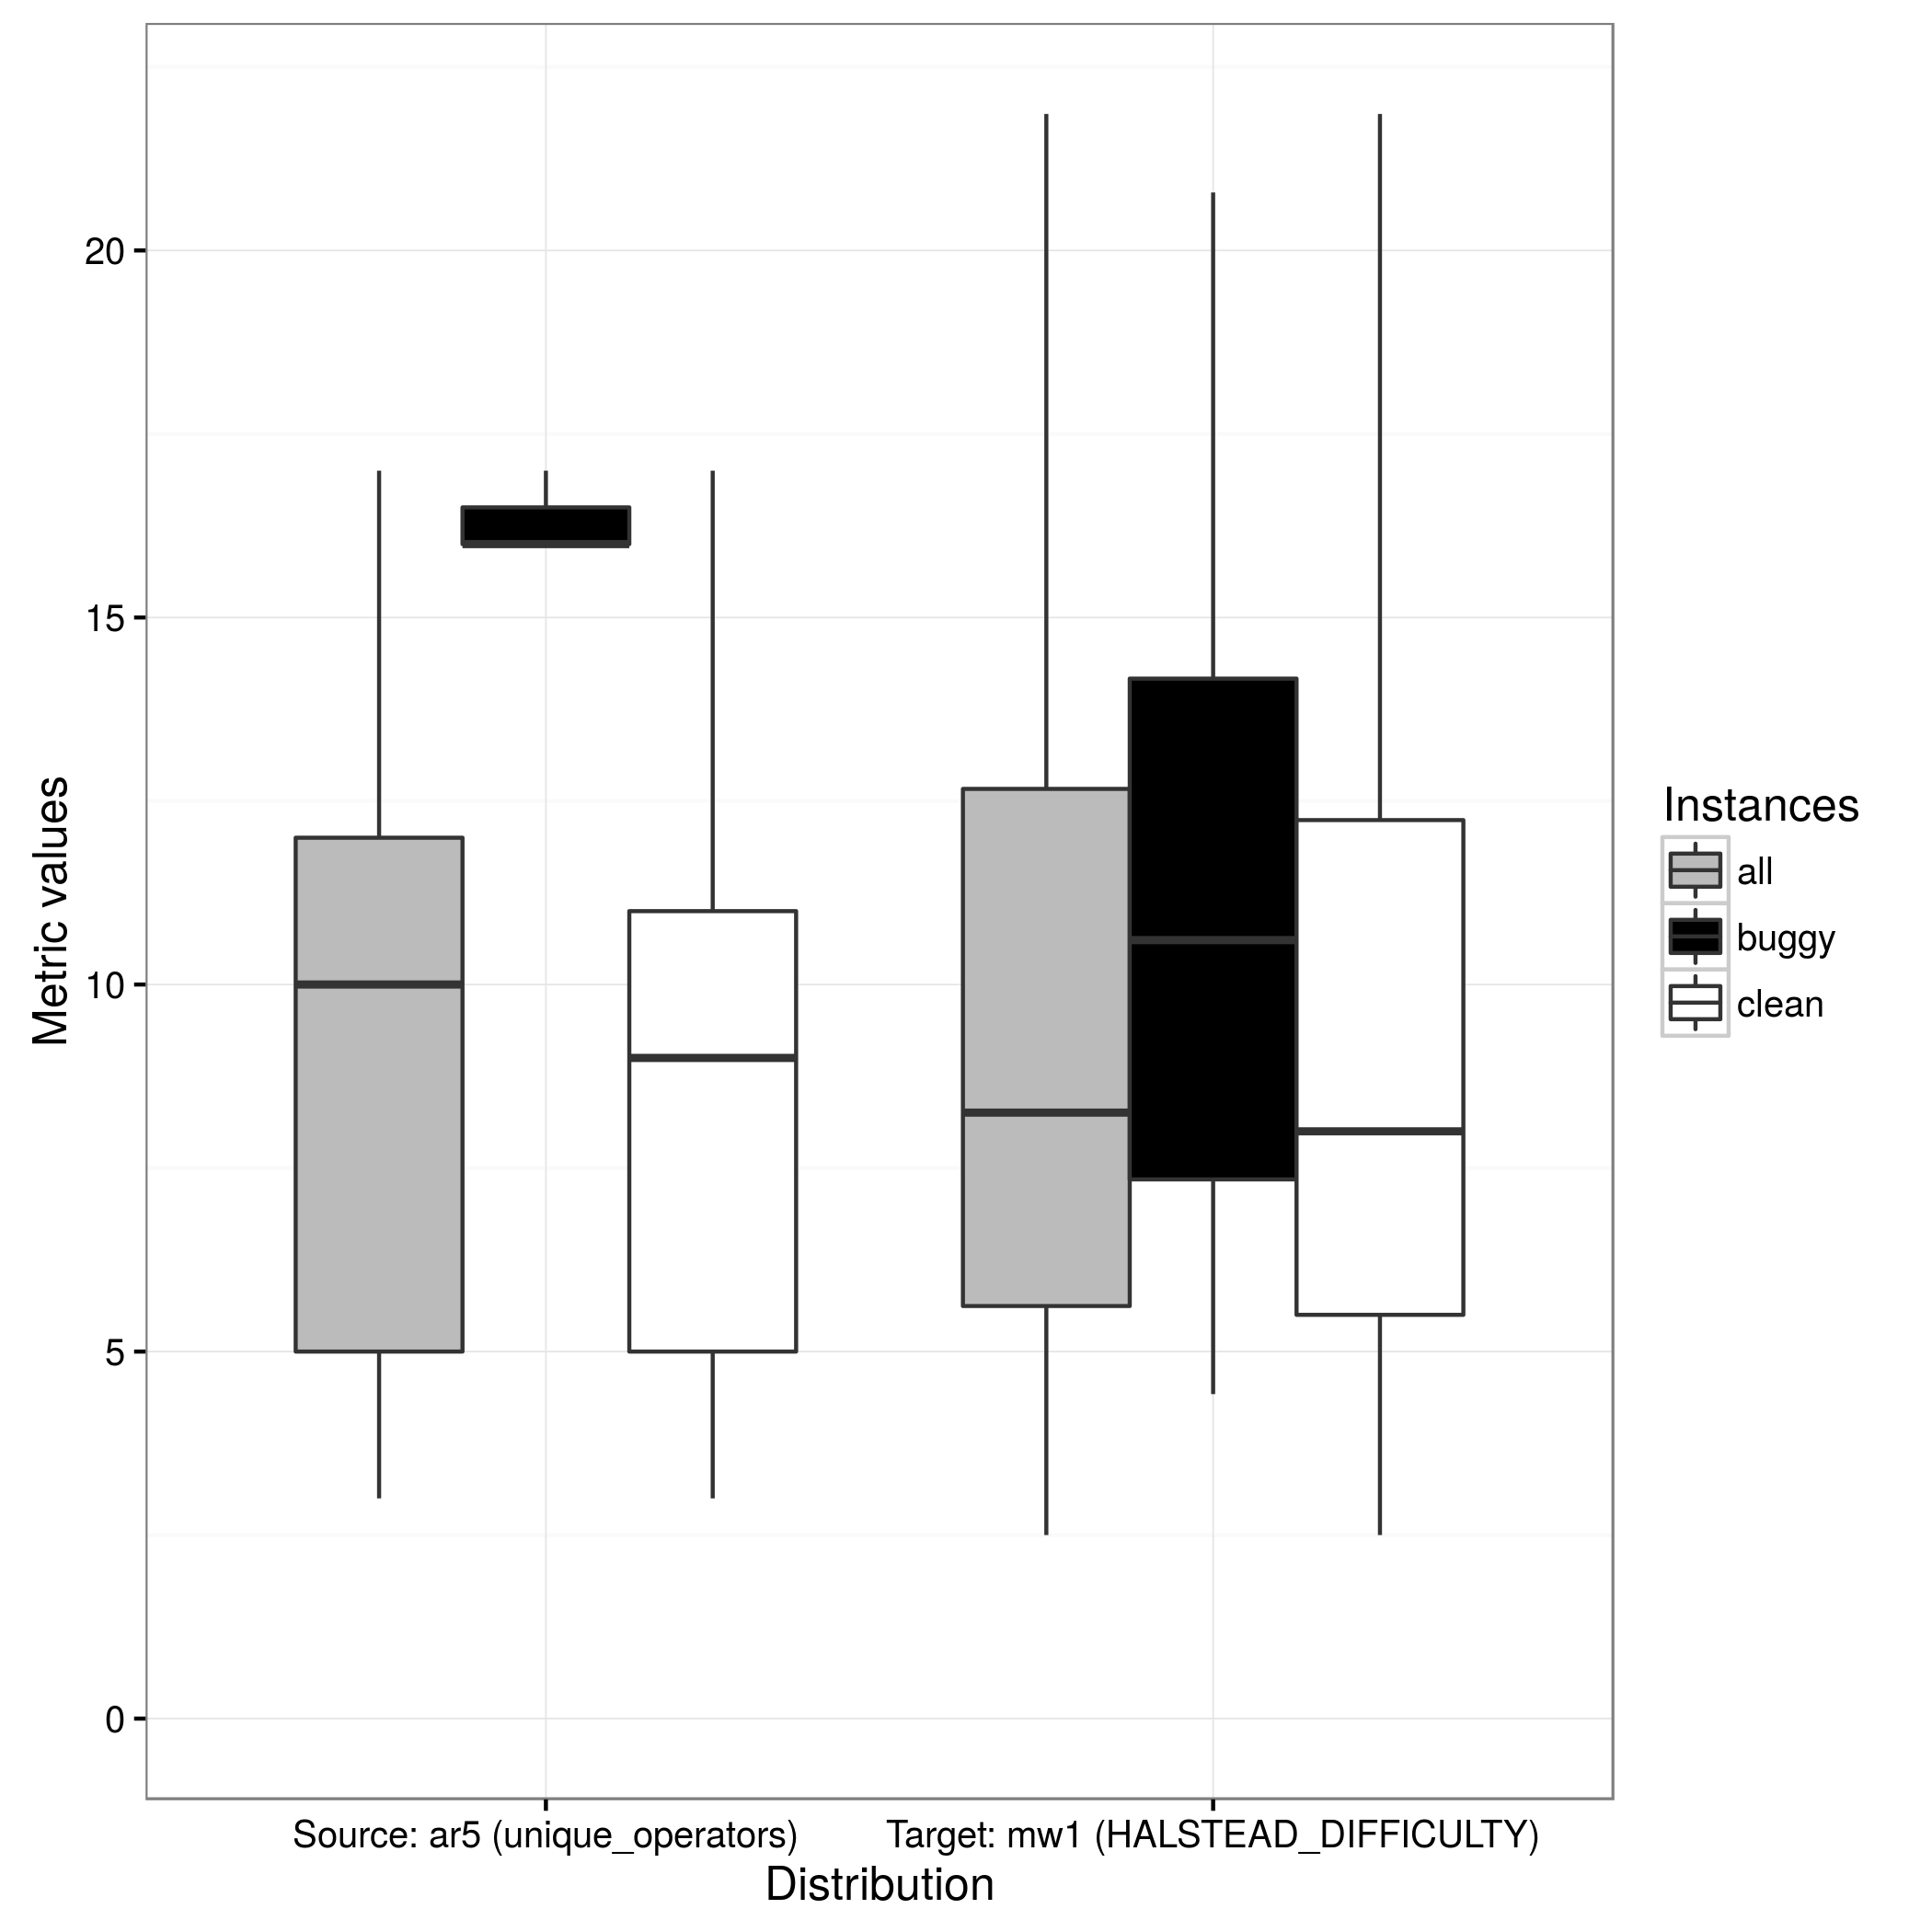 Metric values
20
15
10
5
0
Source: ar5 (unique_operators)
Target: mw1 (HALSTEAD_DIFFICULTY)
Distribution
Instances
all
buggy
clean